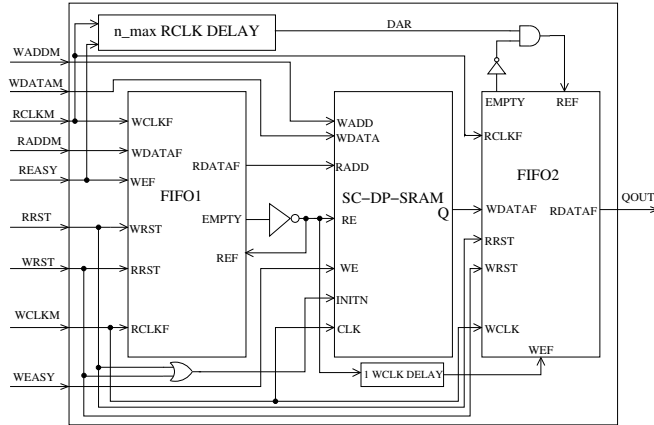 n_max RCLK DELAY
DAR
WADDM
WDATAM
RCLKM
RADDM
REASY
RRST
WRST
WCLKM
WEASY
WCLKF
WDATAF
WEF
WRST
RRST
RCLKF
FIFO1
RDATAF
EMPTY
REF
WADD
WDATA
RADD
SC-DP-SRAM
Q
RE
WE
INITN
CLK
1 WCLK DELAY
EMPTY
REF
RCLKF
FIFO2
WDATAF
RDATAF
RRST
WRST
WCLK
WEF
QOUT